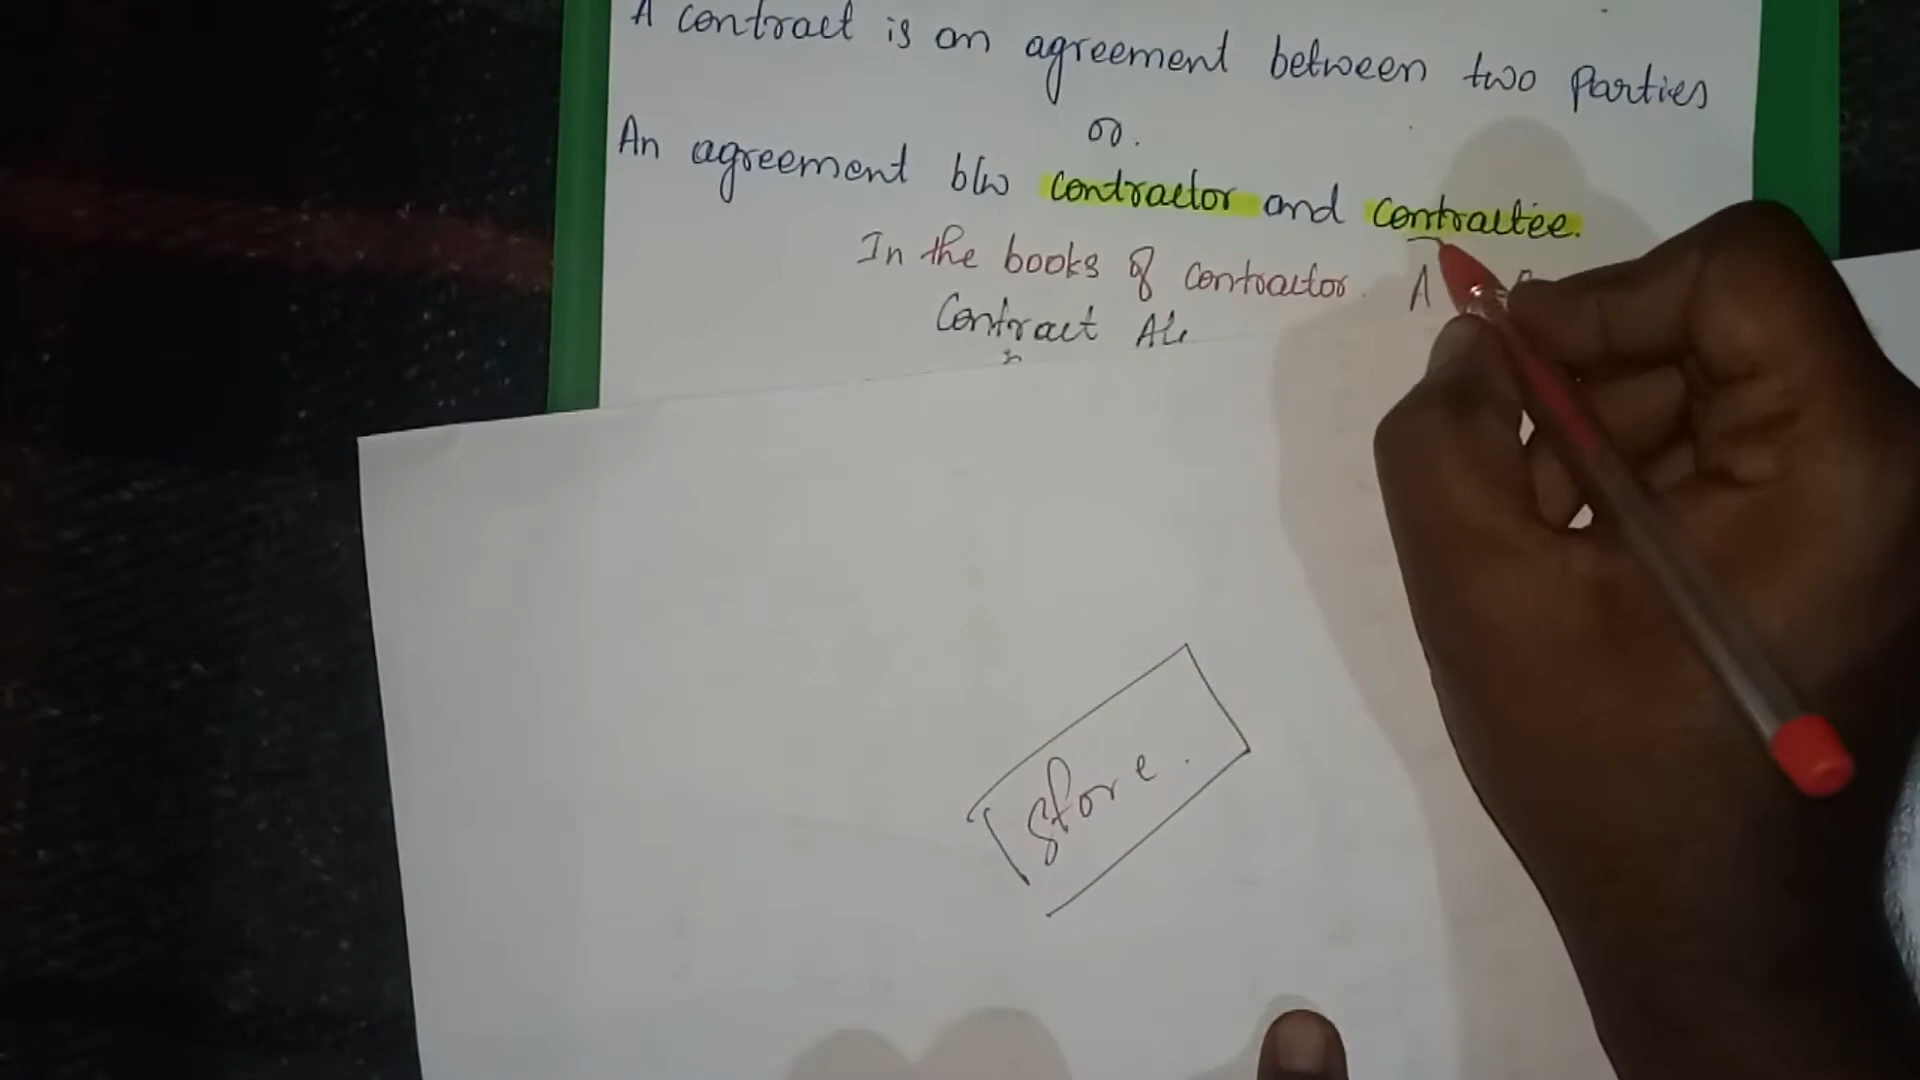 A contract is an agreement between two Parties
or.
An agreement b/w contractor and contractee.
In the books of contractor. A
Contract A/c
store.